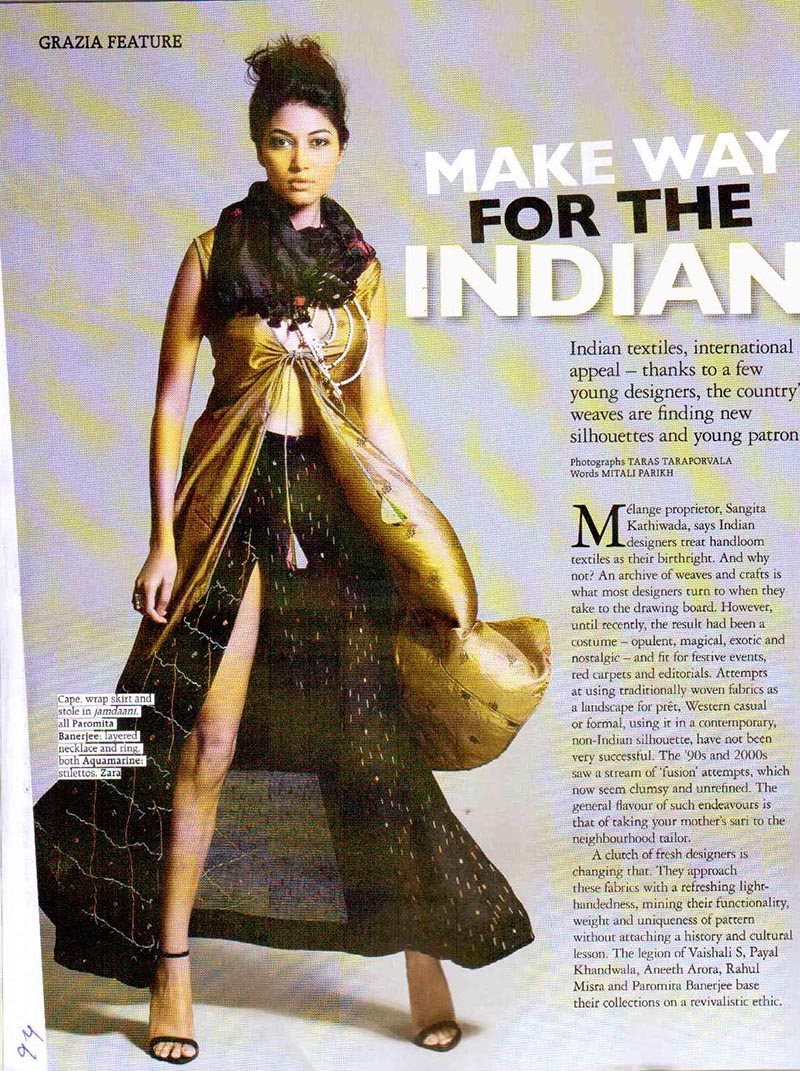 GRAZIA FEATURE
MAKE WAY
FOR THE
INDIAN
Indian textiles, international
appeal – thanks to a few
young designers, the country'
weaves are finding new
silhouettes and young patron
Photographs TARAS TARAPORVALA
Words MITALI PARIKH
Mélange proprietor, Sangita
Kathiwada, says Indian
designers treat handloom
textiles as their birthright. And why
not? An archive of weaves and crafts is
what most designers turn to when they
take to the drawing board. However,
until recently, the result had been a
costume – opulent, magical, exotic and
nostalgic – and fit for festive events,
red carpets and editorials. Attempts
at using traditionally woven fabrics as
a landscape for prêt, Western casual
or formal, using it in a contemporary,
non-Indian silhouette, have not been
very successful. The '90s and 2000s
saw a stream of 'fusion' attempts, which
now seem clumsy and unrefined. The
general flavour of such endeavours is
that of taking your mother's sari to the
neighbourhood tailor.
A clutch of fresh designers is
changing that. They approach
these fabrics with a refreshing light-
handedness, mining their functionality,
weight and uniqueness of pattern
without attaching a history and cultural
lesson. The legion of Vaishali S, Payal
Khandwala, Aneeth Arora, Rahul
Misra and Paromita Banerjee base
their collections on a revivalistic ethic.
Cape, wrap skirt and
stole in jamdaani,
all Paromita
Banerjee; layered
necklace and ring,
both Aquamarine;
stilettos, Zara
94